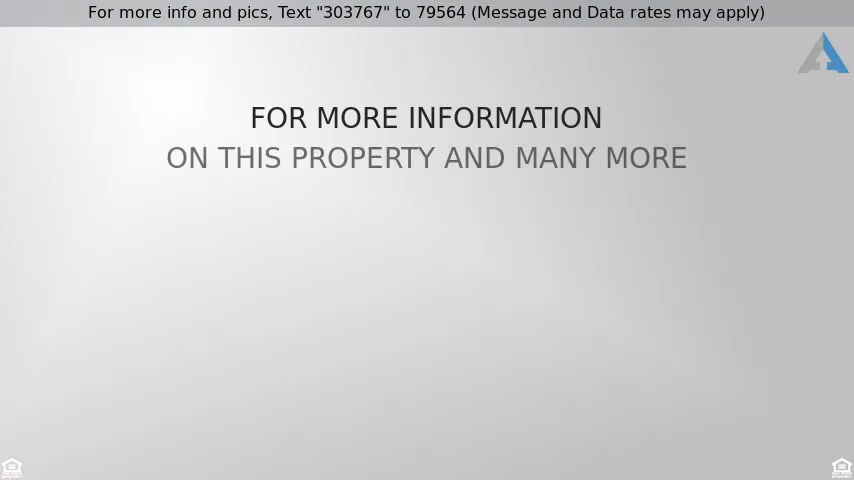 For more info and pics, Text "303767" to 79564 (Message and Data rates may apply)
FOR MORE INFORMATION
ON THIS PROPERTY AND MANY MORE